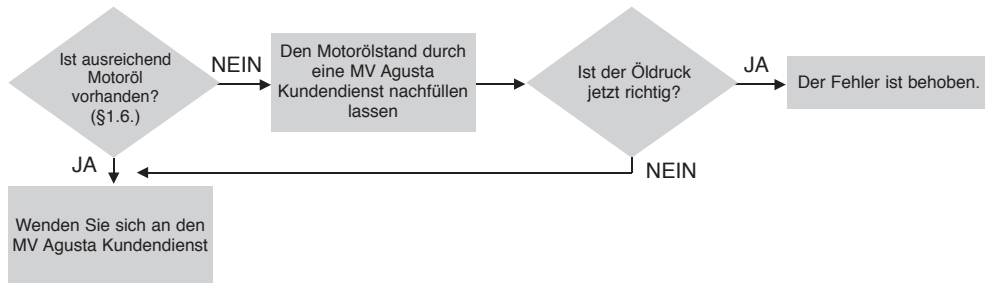 Ist ausreichend
Motoröl
vorhanden?
(§1.6.)
NEIN
Den Motorölstand durch
eine MV Agusta
Kundendienst nachfüllen
lassen
Ist der Öldruck
jetzt richtig?
JA
Der Fehler ist behoben.
JA
NEIN
Wenden Sie sich an den
MV Agusta Kundendienst